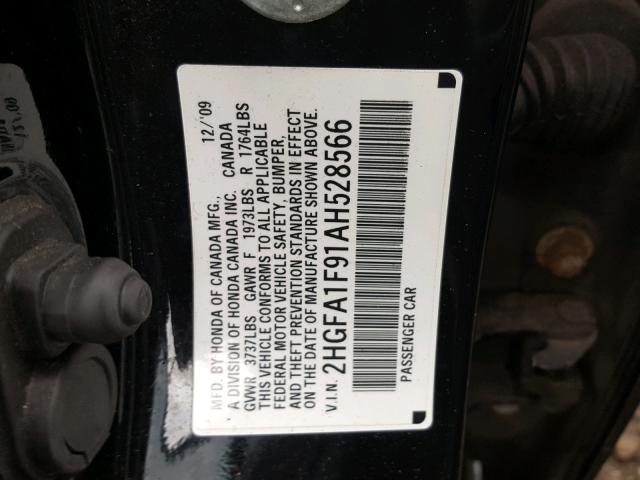 MFD. BY HONDA OF CANADA MFG., 12/'09
A DIVISION OF HONDA CANADA INC. CANADA
GVWR 3737LBS GAWR F 1973LBS R 1764LBS
THIS VEHICLE CONFORMS TO ALL APPLICABLE
FEDERAL MOTOR VEHICLE SAFETY, BUMPER,
AND THEFT PREVENTION STANDARDS IN EFFECT
ON THE DATE OF MANUFACTURE SHOWN ABOVE.
V.I.N. 2HGFA1F91AH528566
PASSENGER CAR